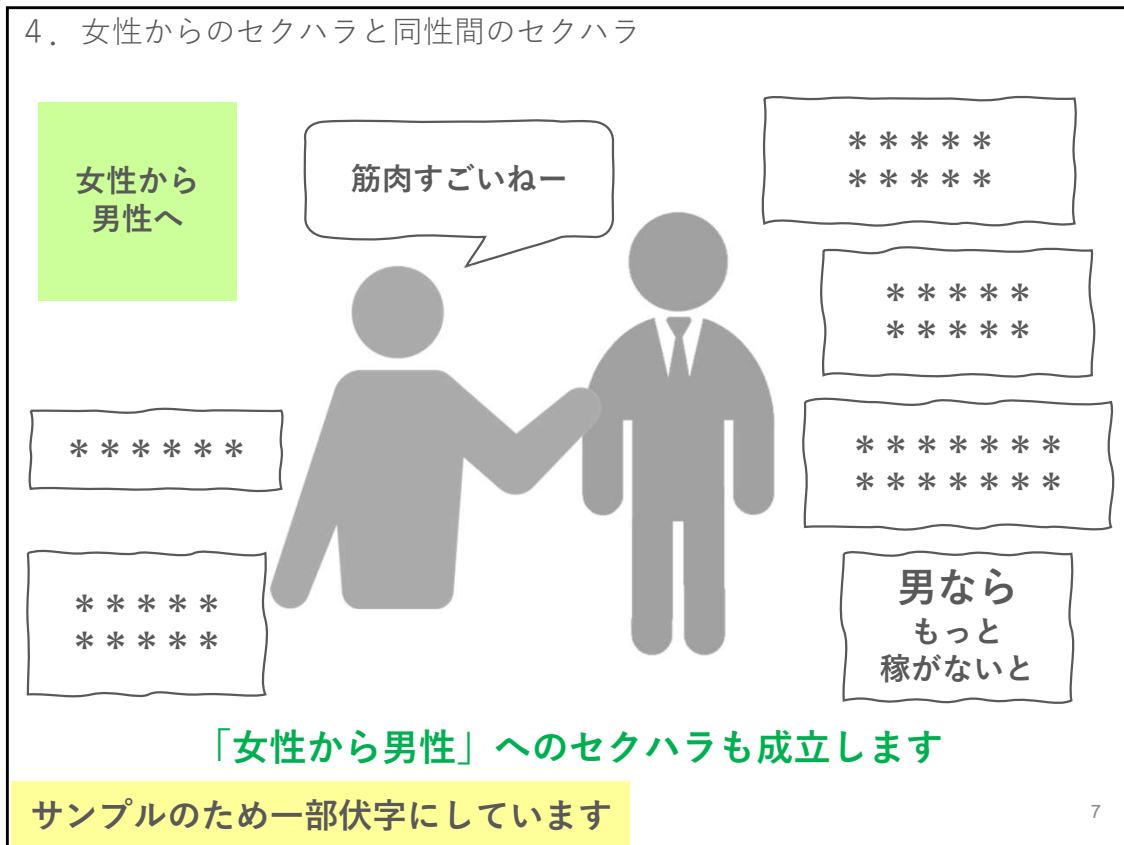 4．女性からのセクハラと同性間のセクハラ
女性から
男性へ
筋肉すごいねー
＊＊＊＊＊
＊＊＊＊＊
＊＊＊＊＊
＊＊＊＊＊
＊＊＊＊＊＊
＊＊＊＊＊＊＊
＊＊＊＊＊＊＊
＊＊＊＊＊
＊＊＊＊＊
男なら
もっと
稼がないと
「女性から男性」へのセクハラも成立します
サンプルのため一部伏字にしています
7